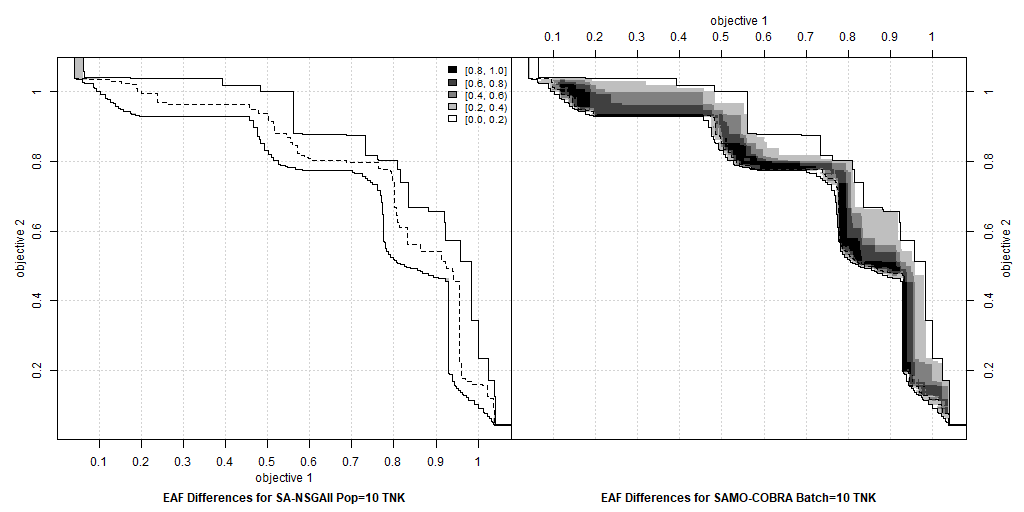 objective 1
0.1 0.2 0.3 0.4 0.5 0.6 0.7 0.8 0.9 1
[0.8, 1.0]
[0.6, 0.8)
[0.4, 0.6)
[0.2, 0.4)
[0.0, 0.2)
1
0.8
0.6
0.4
0.2
objective 2
1
0.8
0.6
0.4
0.2
objective 2
0.1 0.2 0.3 0.4 0.5 0.6 0.7 0.8 0.9 1
objective 1
EAF Differences for SA-NSGAII Pop=10 TNK
EAF Differences for SAMO-COBRA Batch=10 TNK